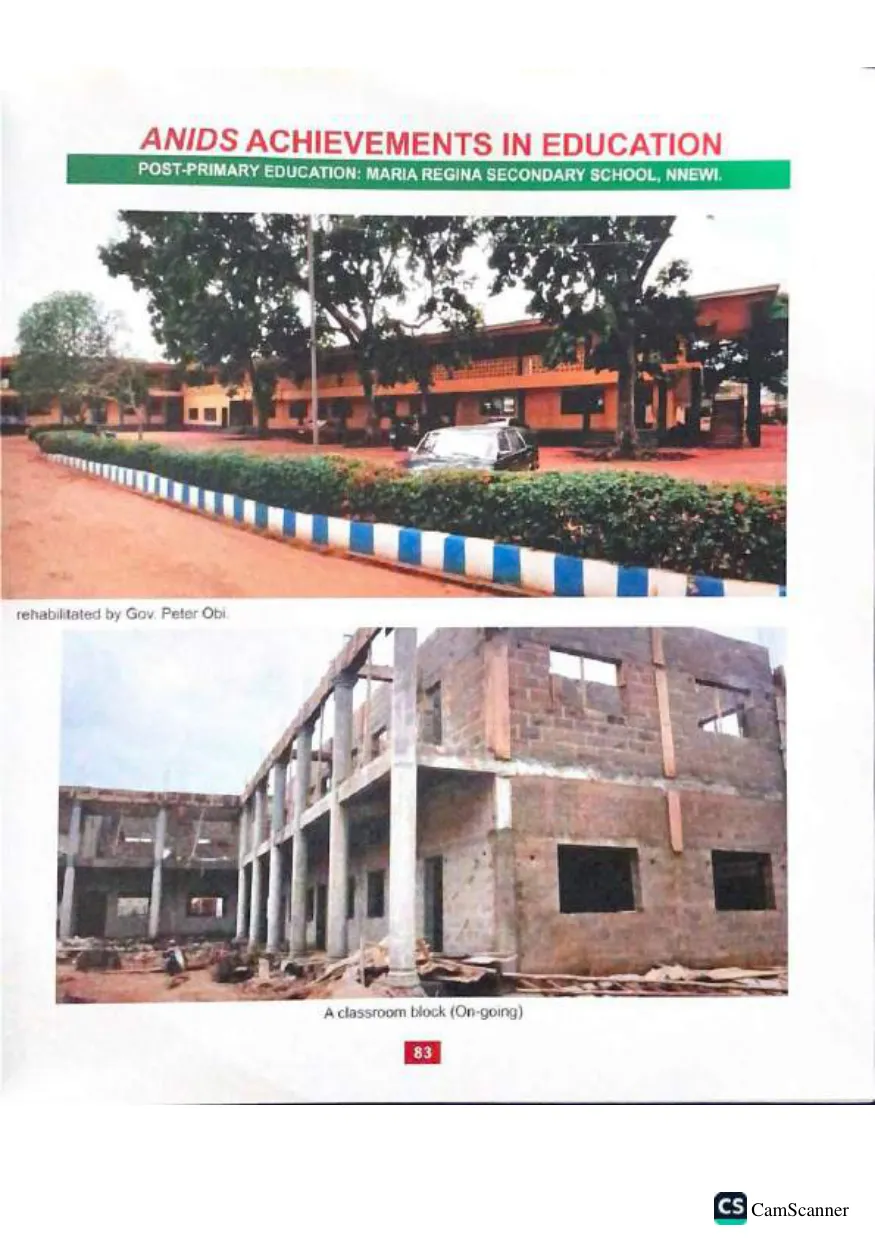 ANIDS ACHIEVEMENTS IN EDUCATION
POST-PRIMARY EDUCATION: MARIA REGINA SECONDARY SCHOOL, NNEWI.
rehabilitated by Gov. Peter Obi.
A classroom block (On-going)
83
CS CamScanner